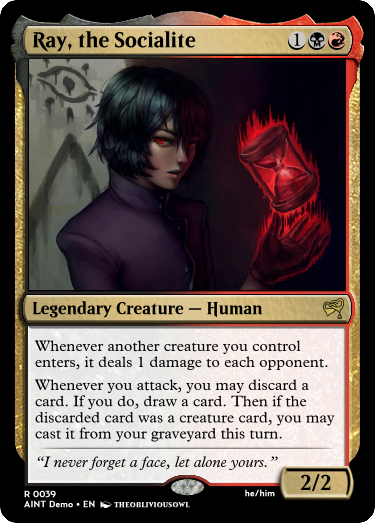 Ray, the Socialite 1
Legendary Creature — Human
Whenever another creature you control
enters, it deals 1 damage to each opponent.
Whenever you attack, you may discard a
card. If you do, draw a card. Then if the
discarded card was a creature card, you may
cast it from your graveyard this turn.
“I never forget a face, let alone yours.”
2/2
R 0039
AINT Demo • EN THEOBLIVIOUSOWL
he/him